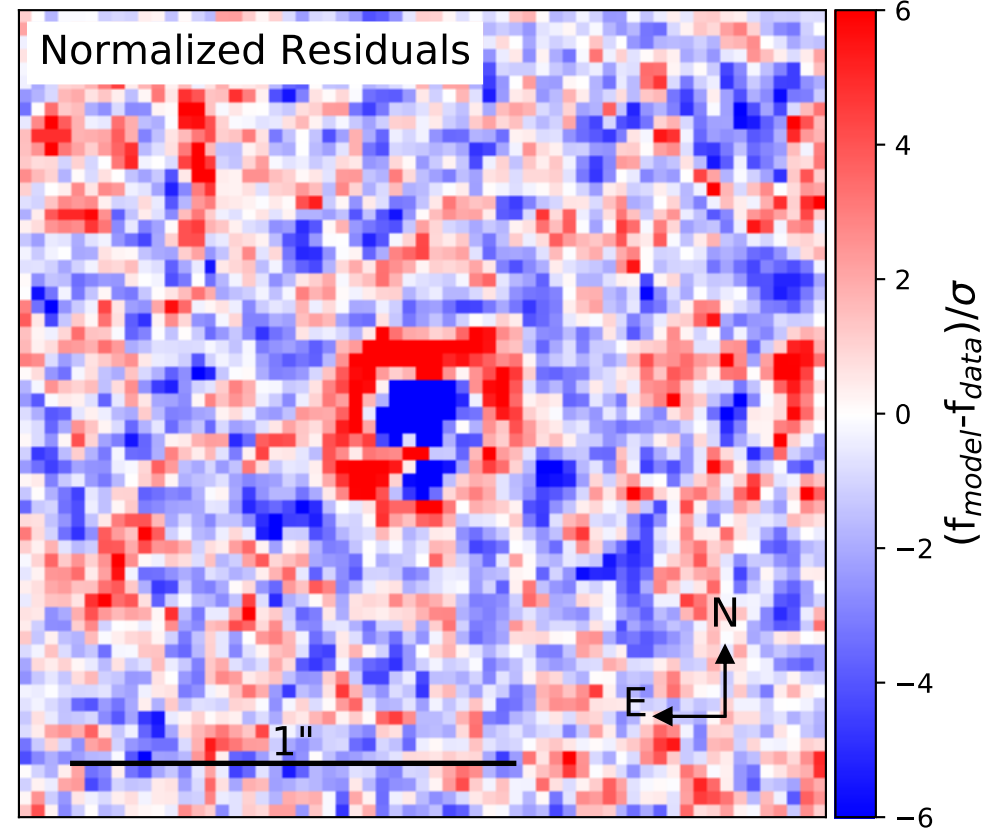 Normalized Residuals
6
4
2
0
−2
−4
−6
(f_model-f_data)/σ
N
E
1"